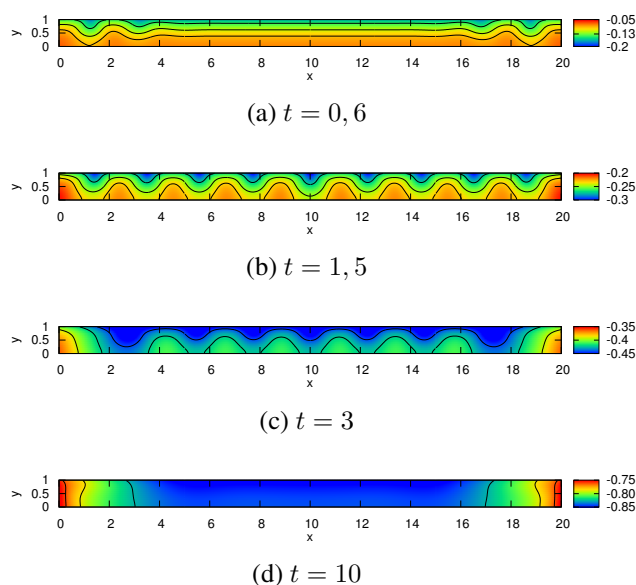 y
1
0.5
0
0 2 4 6 8 10 12 14 16 18 20
x
-0.05
-0.13
-0.2
(a) t = 0, 6
y
1
0.5
0
0 2 4 6 8 10 12 14 16 18 20
x
-0.2
-0.25
-0.3
(b) t = 1, 5
y
1
0.5
0
0 2 4 6 8 10 12 14 16 18 20
x
-0.35
-0.4
-0.45
(c) t = 3
y
1
0.5
0
0 2 4 6 8 10 12 14 16 18 20
x
-0.75
-0.80
-0.85
(d) t = 10